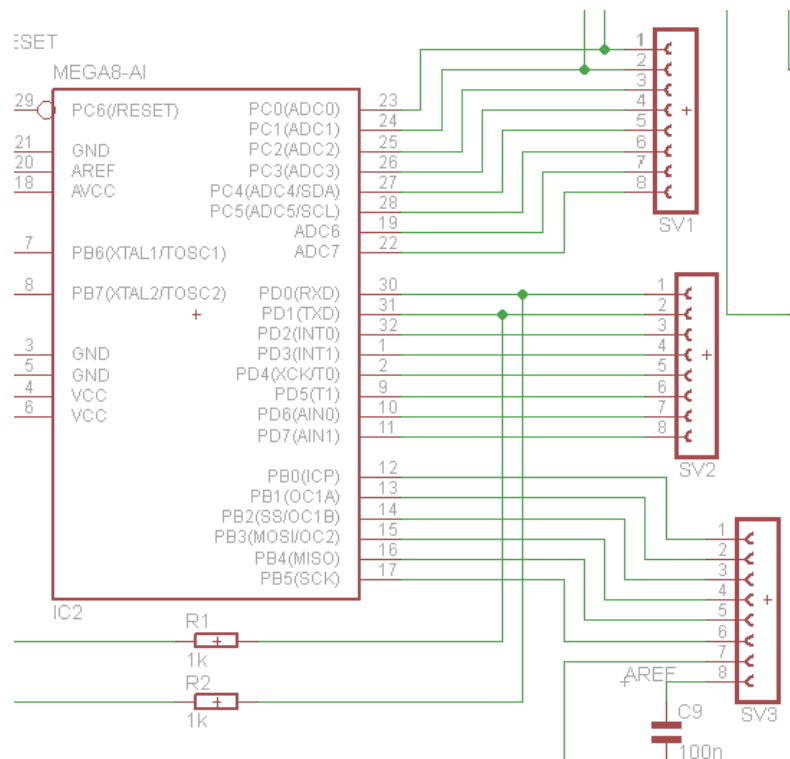 ESET
MEGA8-AI
29 PC6(/RESET) PC0(ADC0) 23
PC1(ADC1) 24
21 GND PC2(ADC2) 25
20 AREF PC3(ADC3) 26
18 AVCC PC4(ADC4/SDA) 27
PC5(ADC5/SCL) 28
ADC6 19
7 PB6(XTAL1/TOSC1) ADC7 22
8 PB7(XTAL2/TOSC2) PD0(RXD) 30
PD1(TXD) 31
PD2(INT0) 32
3 GND PD3(INT1) 1
5 GND PD4(XCK/T0) 2
4 VCC PD5(T1) 9
6 VCC PD6(AIN0) 10
PD7(AIN1) 11
PB0(ICP) 12
PB1(OC1A) 13
PB2(SS/OC1B) 14
PB3(MOSI/OC2) 15
PB4(MISO) 16
PB5(SCK) 17
IC2
1
2
3
4
5
6
7
8
SV1
1
2
3
4
5
6
7
8
SV2
1
2
3
4
5
6
7
8
SV3
R1
1k
R2
1k
AREF
C9
100n